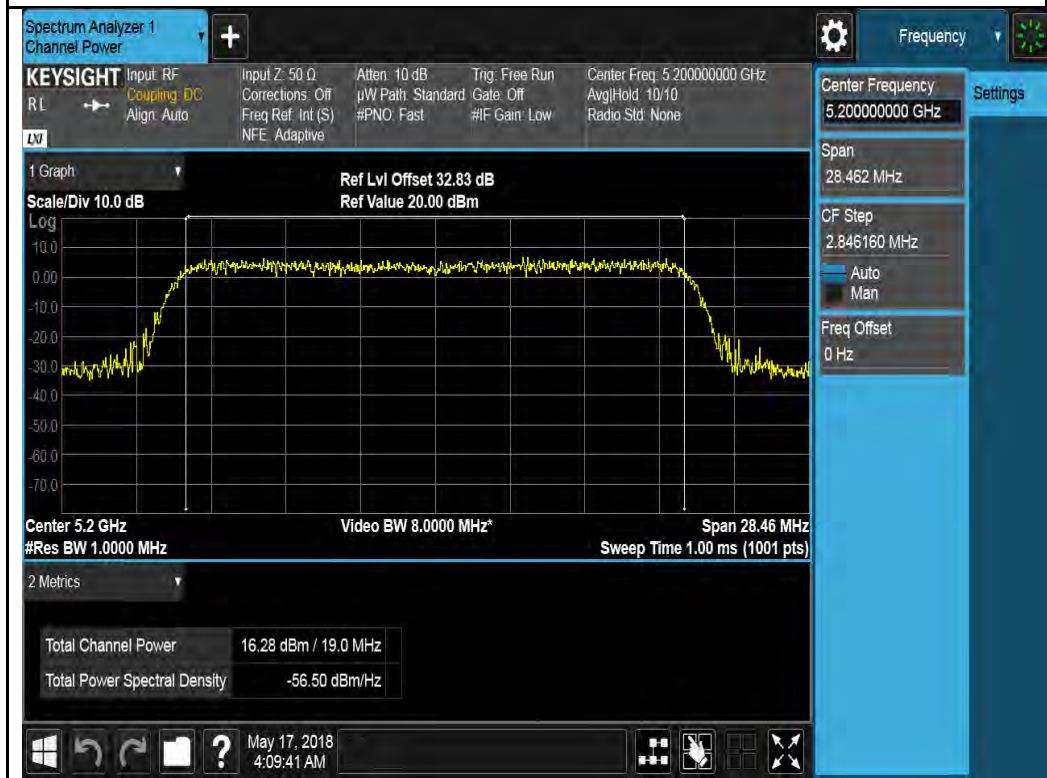 Spectrum Analyzer 1
Channel Power
+
Frequency
KEYSIGHT
RL
LXI
Input: RF
Coupling: DC
Align: Auto
Input Z: 50 Ω
Corrections: Off
Freq Ref: Int (S)
NFE: Adaptive
Atten: 10 dB
µW Path: Standard
#PNO: Fast
Trig: Free Run
Gate: Off
#IF Gain: Low
Center Freq: 5.200000000 GHz
Avg|Hold: 10/10
Radio Std: None
Center Frequency
5.200000000 GHz
Settings
Span
28.462 MHz
CF Step
2.846160 MHz
Auto
Man
Freq Offset
0 Hz
1 Graph
Ref Lvl Offset 32.83 dB
Scale/Div 10.0 dB
Ref Value 20.00 dBm
Log
10.0
0.00
-10.0
-20.0
-30.0
-40.0
-50.0
-60.0
-70.0
Center 5.2 GHz
Video BW 8.0000 MHz*
Span 28.46 MHz
#Res BW 1.0000 MHz
Sweep Time 1.00 ms (1001 pts)
2 Metrics
Total Channel Power 16.28 dBm / 19.0 MHz
Total Power Spectral Density -56.50 dBm/Hz
?
May 17, 2018
4:09:41 AM